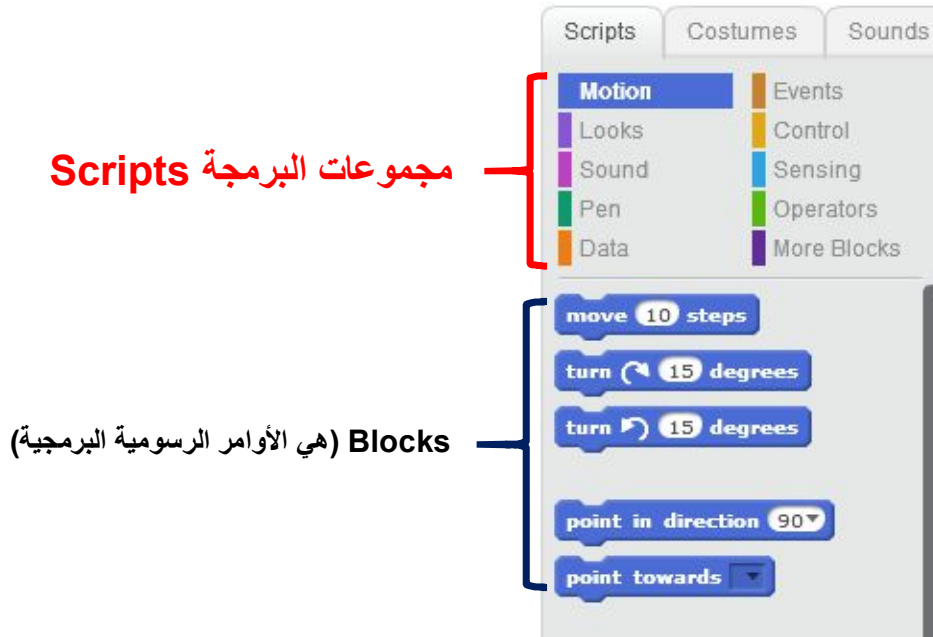 Scripts Costumes Sounds
Motion Events
Looks Control
Sound Sensing
Pen Operators
Data More Blocks
مجموعات البرمجة Scripts
move 10 steps
turn 15 degrees
turn 15 degrees
point in direction 90
point towards
Blocks (هي الأوامر الرسومية البرمجية)